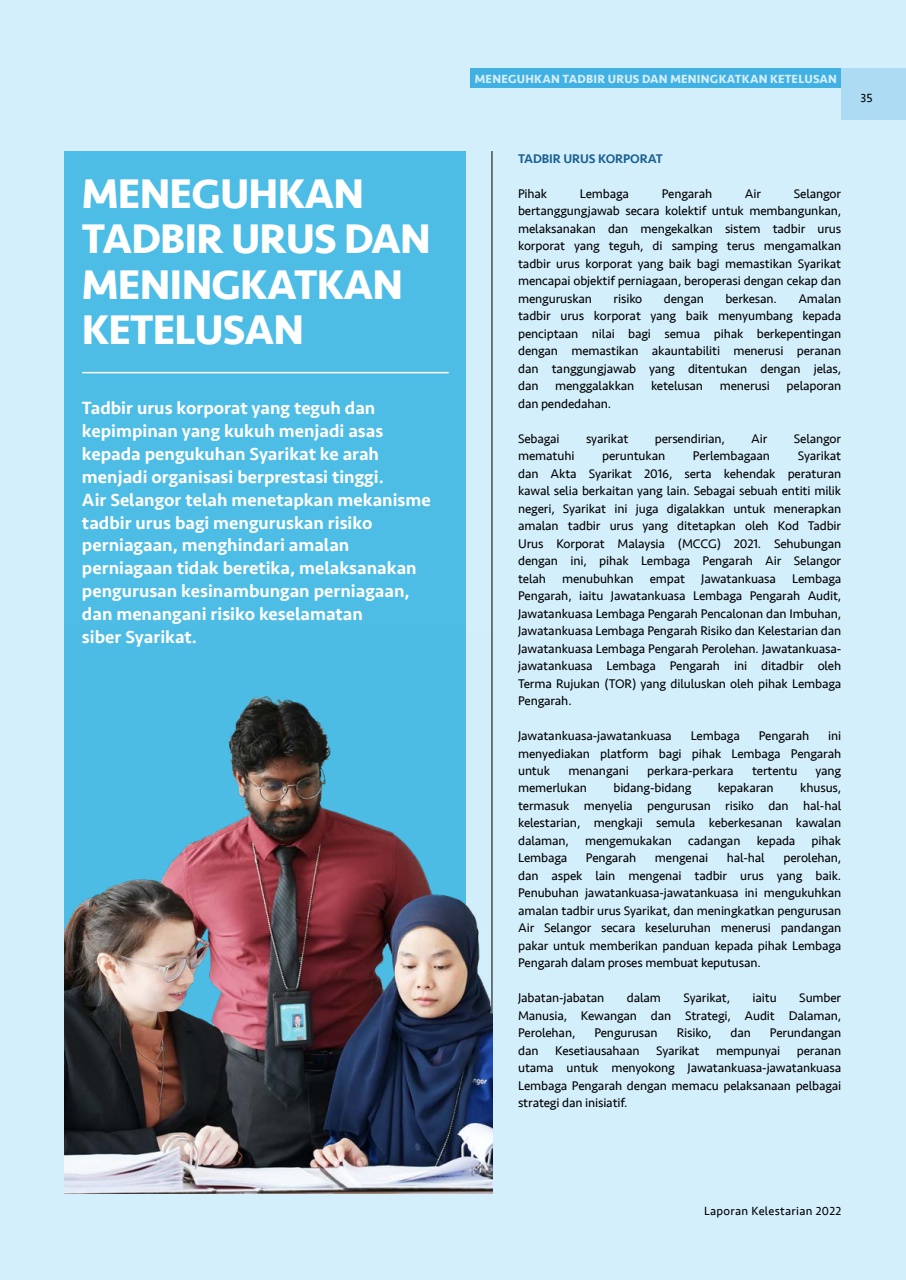 MENEGUHKAN TADBIR URUS DAN MENINGKATKAN KETELUSAN
35
MENEGUHKAN
TADBIR URUS DAN
MENINGKATKAN
KETELUSAN
Tadbir urus korporat yang teguh dan
kepimpinan yang kukuh menjadi asas
kepada pengukuhan Syarikat ke arah
menjadi organisasi berprestasi tinggi.
Air Selangor telah menetapkan mekanisme
tadbir urus bagi menguruskan risiko
perniagaan, menghindari amalan
perniagaan tidak beretika, melaksanakan
pengurusan kesinambungan perniagaan,
dan menangani risiko keselamatan
siber Syarikat.
ngor
TADBIR URUS KORPORAT
Pihak Lembaga Pengarah Air Selangor
bertanggungjawab secara kolektif untuk membangunkan,
melaksanakan dan mengekalkan sistem tadbir urus
korporat yang teguh, di samping terus mengamalkan
tadbir urus korporat yang baik bagi memastikan Syarikat
mencapai objektif perniagaan, beroperasi dengan cekap dan
menguruskan risiko dengan berkesan. Amalan
tadbir urus korporat yang baik menyumbang kepada
penciptaan nilai bagi semua pihak berkepentingan
dengan memastikan akauntabiliti menerusi peranan
dan tanggungjawab yang ditentukan dengan jelas,
dan menggalakkan ketelusan menerusi pelaporan
dan pendedahan.
Sebagai syarikat persendirian, Air Selangor
mematuhi peruntukan Perlembagaan Syarikat
dan Akta Syarikat 2016, serta kehendak peraturan
kawal selia berkaitan yang lain. Sebagai sebuah entiti milik
negeri, Syarikat ini juga digalakkan untuk menerapkan
amalan tadbir urus yang ditetapkan oleh Kod Tadbir
Urus Korporat Malaysia (MCCG) 2021. Sehubungan
dengan ini, pihak Lembaga Pengarah Air Selangor
telah menubuhkan empat Jawatankuasa Lembaga
Pengarah, iaitu Jawatankuasa Lembaga Pengarah Audit,
Jawatankuasa Lembaga Pengarah Pencalonan dan Imbuhan,
Jawatankuasa Lembaga Pengarah Risiko dan Kelestarian dan
Jawatankuasa Lembaga Pengarah Perolehan. Jawatankuasa-
jawatankuasa Lembaga Pengarah ini ditadbir oleh
Terma Rujukan (TOR) yang diluluskan oleh pihak Lembaga
Pengarah.
Jawatankuasa-jawatankuasa Lembaga Pengarah ini
menyediakan platform bagi pihak Lembaga Pengarah
untuk menangani perkara-perkara tertentu yang
memerlukan bidang-bidang kepakaran khusus,
termasuk menyelia pengurusan risiko dan hal-hal
kelestarian, mengkaji semula keberkesanan kawalan
dalaman, mengemukakan cadangan kepada pihak
Lembaga Pengarah mengenai hal-hal perolehan,
dan aspek lain mengenai tadbir urus yang baik.
Penubuhan jawatankuasa-jawatankuasa ini mengukuhkan
amalan tadbir urus Syarikat, dan meningkatkan pengurusan
Air Selangor secara keseluruhan menerusi pandangan
pakar untuk memberikan panduan kepada pihak Lembaga
Pengarah dalam proses membuat keputusan.
Jabatan-jabatan dalam Syarikat, iaitu Sumber
Manusia, Kewangan dan Strategi, Audit Dalaman,
Perolehan, Pengurusan Risiko, dan Perundangan
dan Kesetiausahaan Syarikat mempunyai peranan
utama untuk menyokong Jawatankuasa-jawatankuasa
Lembaga Pengarah dengan memacu pelaksanaan pelbagai
strategi dan inisiatif.
Laporan Kelestarian 2022